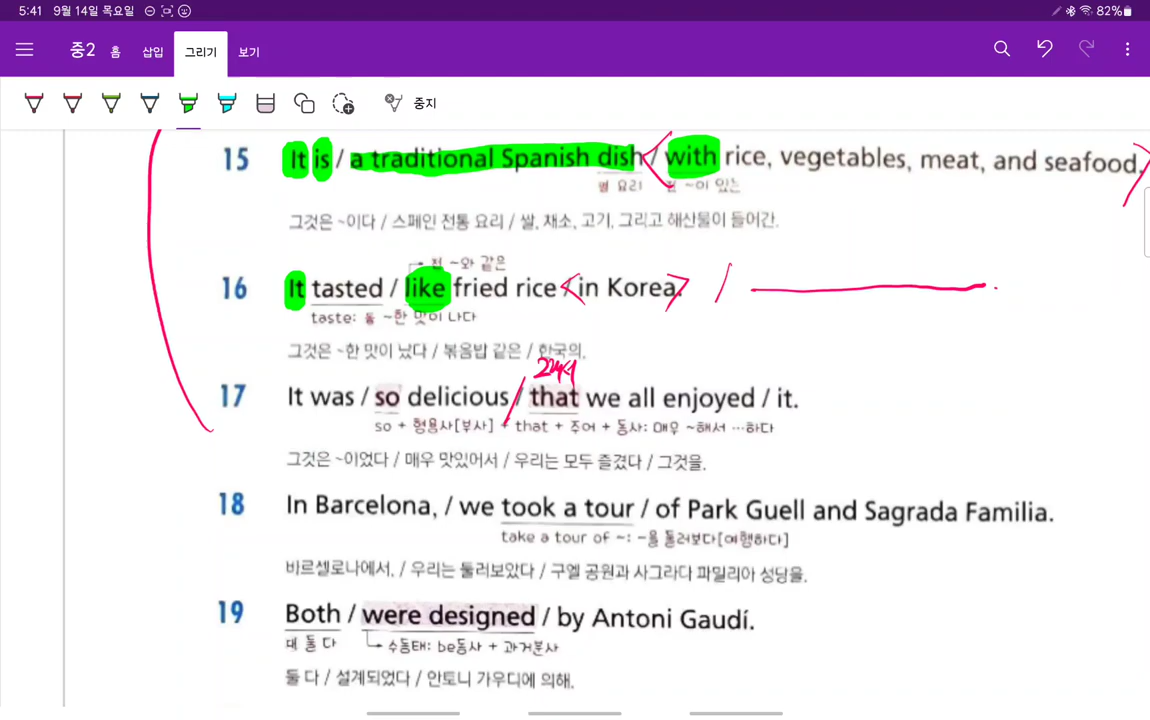 5:41 9월 14일 목요일 82%
중2 홈 삽입 그리기 보기
중지
15 It is / a traditional Spanish dish / with rice, vegetables, meat, and seafood.
명 요리 전 ~이 있는
그것은 ~이다 / 스페인 전통 요리 / 쌀, 채소, 고기, 그리고 해산물이 들어간.
전 ~와 같은
16 It tasted / like fried rice in Korea. /
taste: 동 ~한 맛이 나다
그것은 ~한 맛이 났다 / 볶음밥 같은 / 한국의.
17 It was / so delicious / that we all enjoyed / it.
so + 형용사[부사] + that + 주어 + 동사: 매우 ~해서 …하다
그것은 ~이었다 / 매우 맛있어서 / 우리는 모두 즐겼다 / 그것을.
18 In Barcelona, / we took a tour / of Park Guell and Sagrada Familia.
take a tour of ~: ~을 둘러보다[여행하다]
바르셀로나에서, / 우리는 둘러보았다 / 구엘 공원과 사그라다 파밀리아 성당을.
19 Both / were designed / by Antoni Gaudí.
대 둘 다 수동태: be동사 + 과거분사
둘 다 / 설계되었다 / 안토니 가우디에 의해.